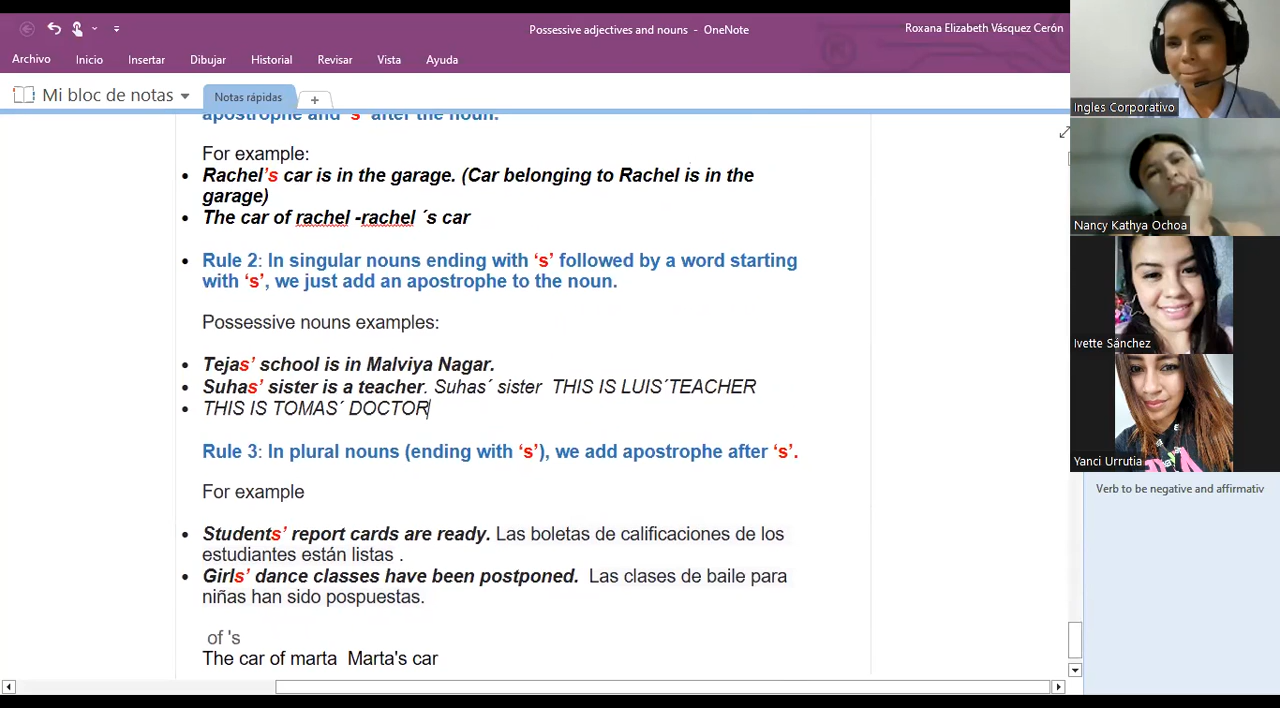 Possessive adjectives and nouns - OneNote
Roxana Elizabeth Vásquez Cerón
Archivo Inicio Insertar Dibujar Historial Revisar Vista Ayuda
Mi bloc de notas
Notas rápidas
apostrophe and 's' after the noun.
For example:
Rachel's car is in the garage. (Car belonging to Rachel is in the
garage)
The car of rachel -rachel ´s car
Rule 2: In singular nouns ending with ‘s’ followed by a word starting
with ‘s’, we just add an apostrophe to the noun.
Possessive nouns examples:
Tejas’ school is in Malviya Nagar.
Suhas’ sister is a teacher. Suhas´ sister THIS IS LUIS´TEACHER
THIS IS TOMAS´ DOCTOR
Rule 3: In plural nouns (ending with ‘s’), we add apostrophe after ‘s’.
For example
Students’ report cards are ready. Las boletas de calificaciones de los
estudiantes están listas .
Girls’ dance classes have been postponed. Las clases de baile para
niñas han sido pospuestas.
of 's
The car of marta Marta's car
Ingles Corporativo
Nancy Kathya Ochoa
Ivette Sánchez
Yanci Urrutia
Verb to be negative and affirmativ